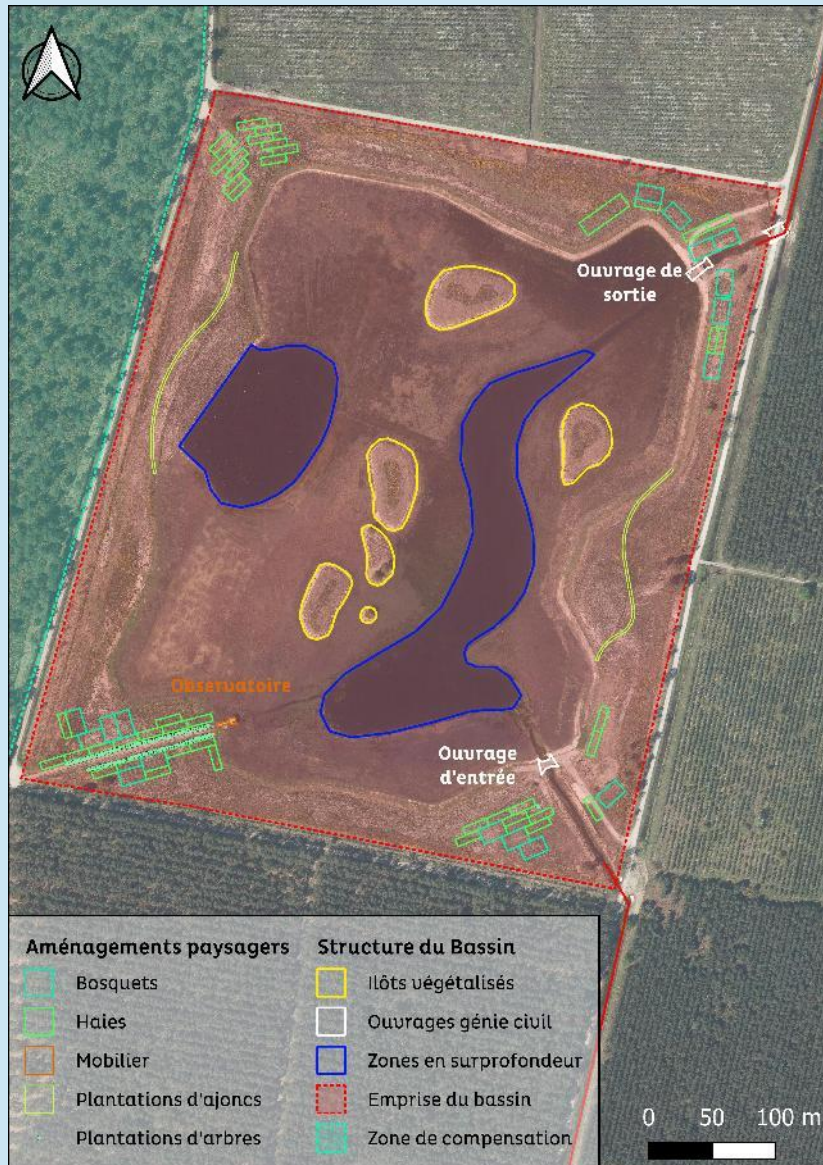 Ouvrage de
sortie
Observatoire
Ouvrage
d'entrée
Aménagements paysagers
Bosquets
Haies
Mobilier
Plantations d'ajoncs
Plantations d'arbres
Structure du Bassin
Ilôts végétalisés
Ouvrages génie civil
Zones en surprofondeur
Emprise du bassin
Zone de compensation
0 50 100 m